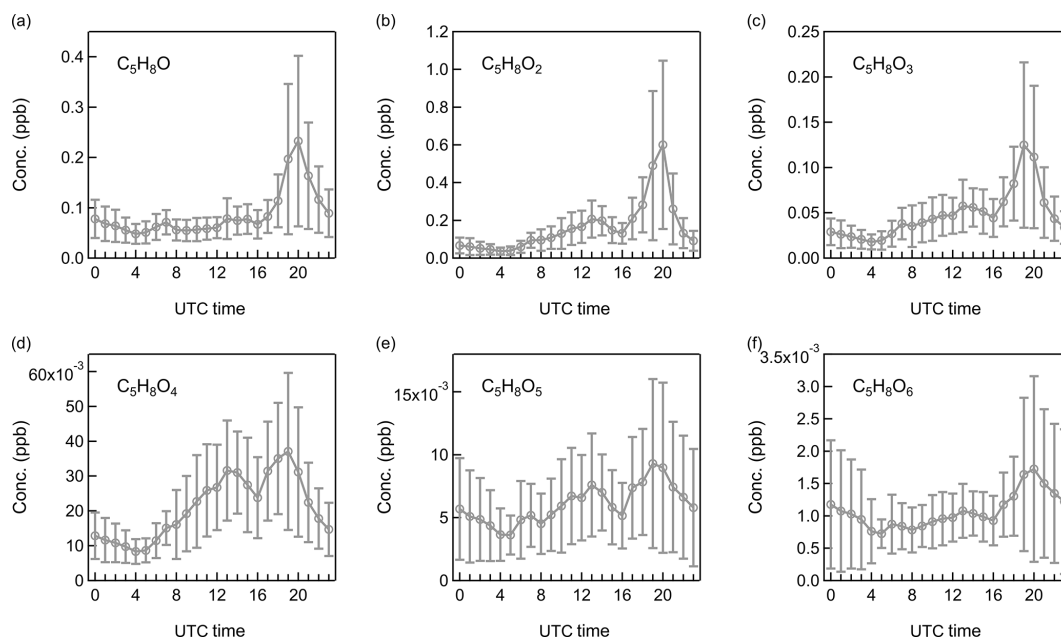 (a)
C5H8O
Conc. (ppb)
0.4
0.3
0.2
0.1
0.0
0 4 8 12 16 20
UTC time
(b)
C5H8O2
Conc. (ppb)
1.2
1.0
0.8
0.6
0.4
0.2
0.0
0 4 8 12 16 20
UTC time
(c)
C5H8O3
Conc. (ppb)
0.25
0.20
0.15
0.10
0.05
0.00
0 4 8 12 16 20
UTC time
(d)
C5H8O4
Conc. (ppb)
60x10-3
50
40
30
20
10
0
0 4 8 12 16 20
UTC time
(e)
C5H8O5
Conc. (ppb)
15x10-3
10
5
0
0 4 8 12 16 20
UTC time
(f)
C5H8O6
Conc. (ppb)
3.5x10-3
3.0
2.5
2.0
1.5
1.0
0.5
0.0
0 4 8 12 16 20
UTC time